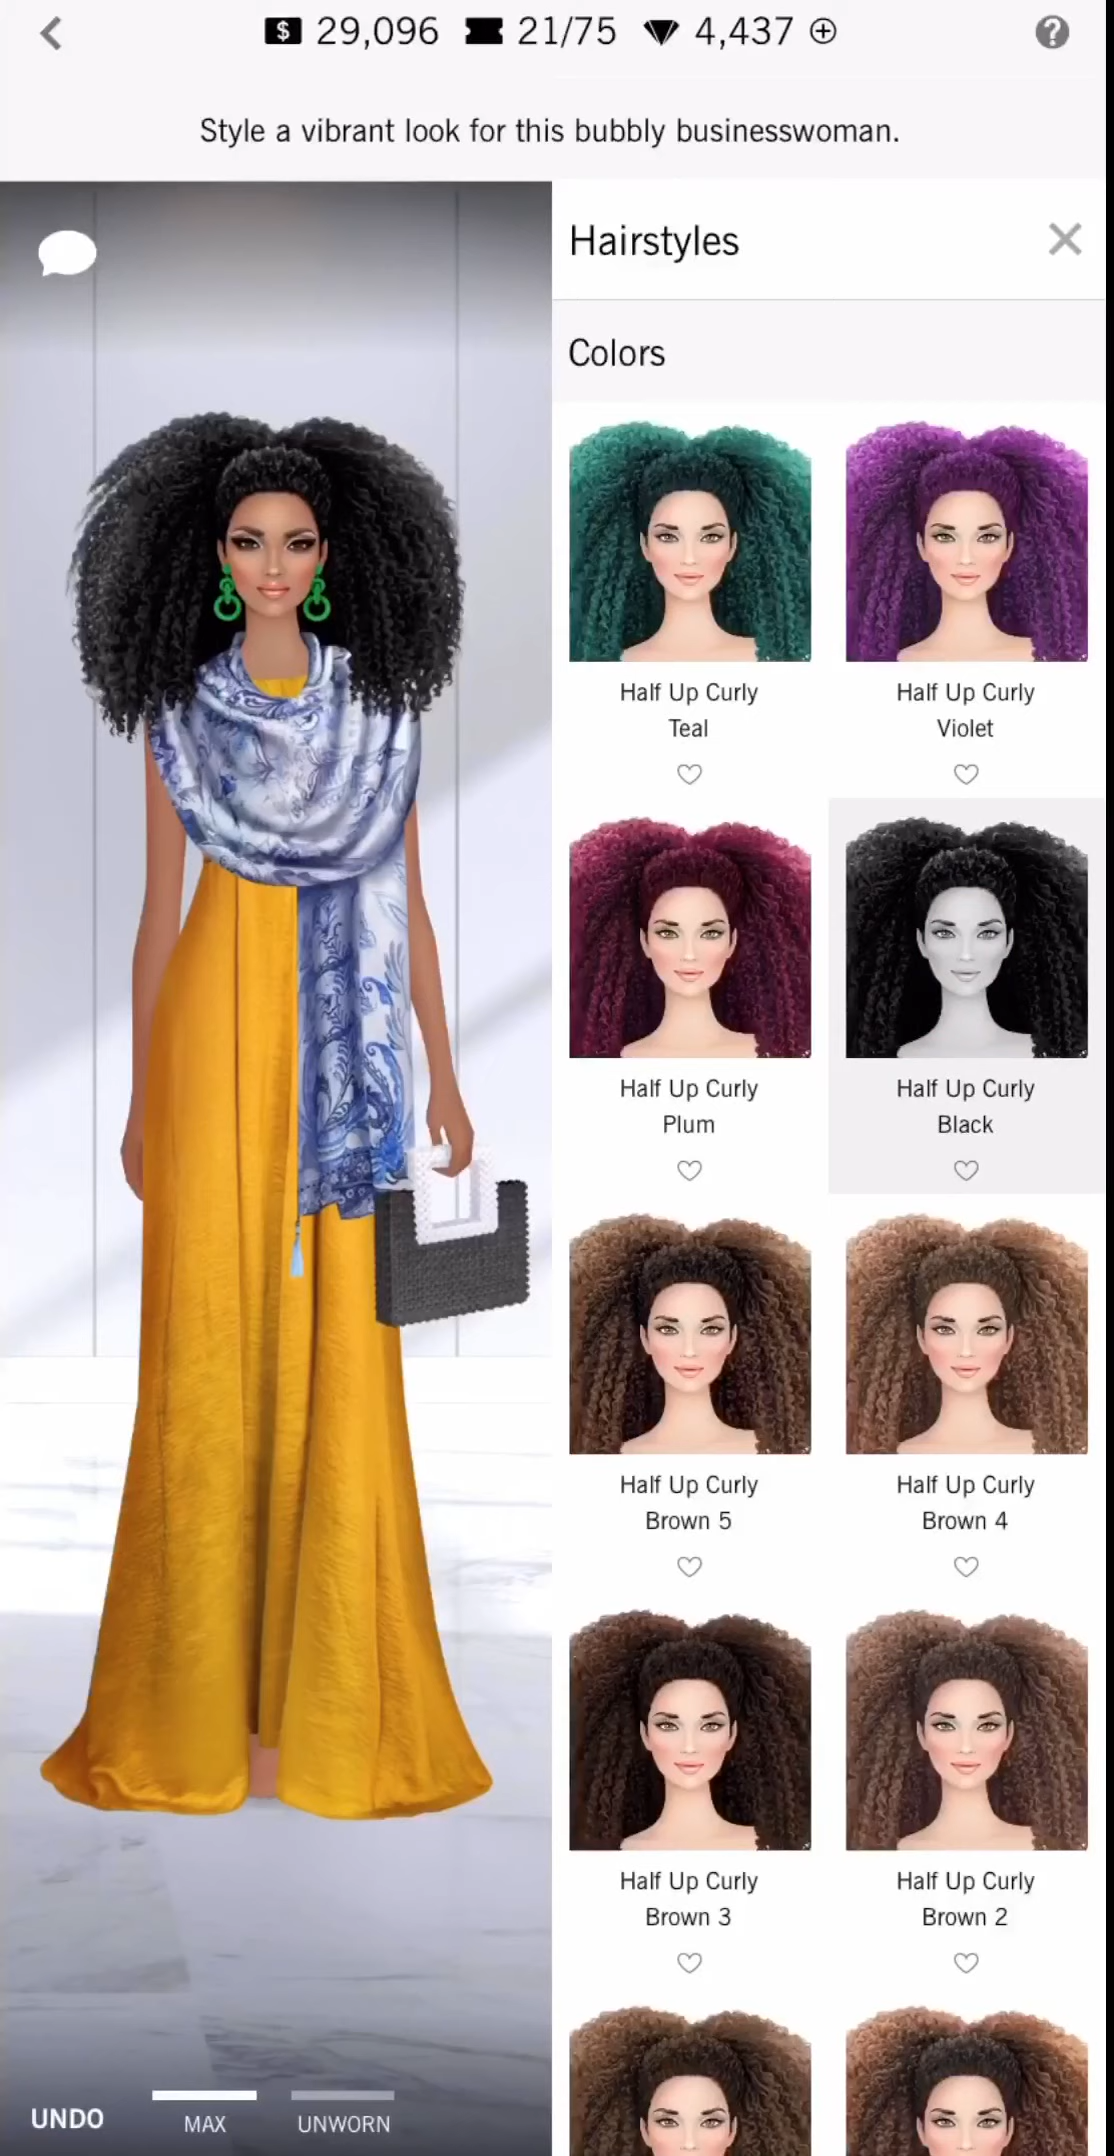 $ 29,096 21/75 4,437
?
Style a vibrant look for this bubbly businesswoman.
Hairstyles
Colors
Half Up Curly
Teal
Half Up Curly
Violet
Half Up Curly
Plum
Half Up Curly
Black
Half Up Curly
Brown 5
Half Up Curly
Brown 4
Half Up Curly
Brown 3
Half Up Curly
Brown 2
UNDO
MAX
UNWORN